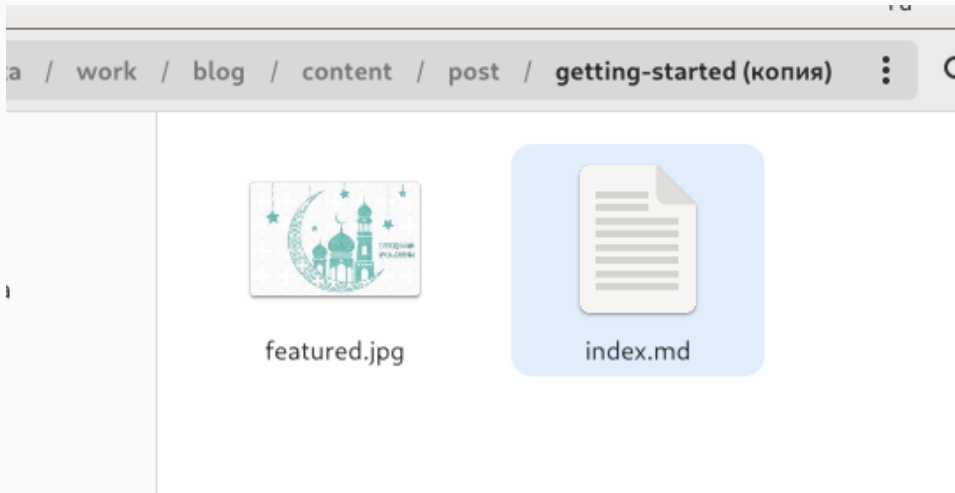 work / blog / content / post / getting-started (копия)
featured.jpg
index.md